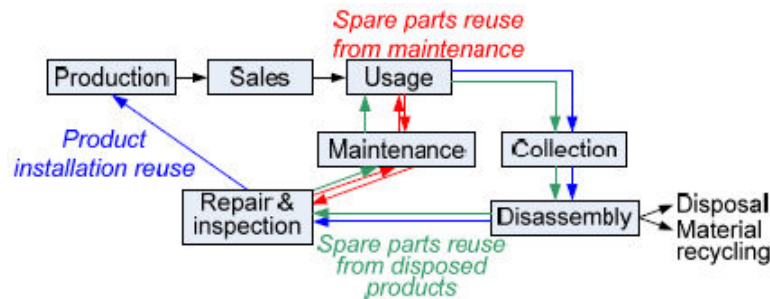 Spare parts reuse
from maintenance
Production
Sales
Usage
Product
installation reuse
Maintenance
Collection
Repair &
inspection
Disassembly
Disposal
Material
recycling
Spare parts reuse
from disposed
products